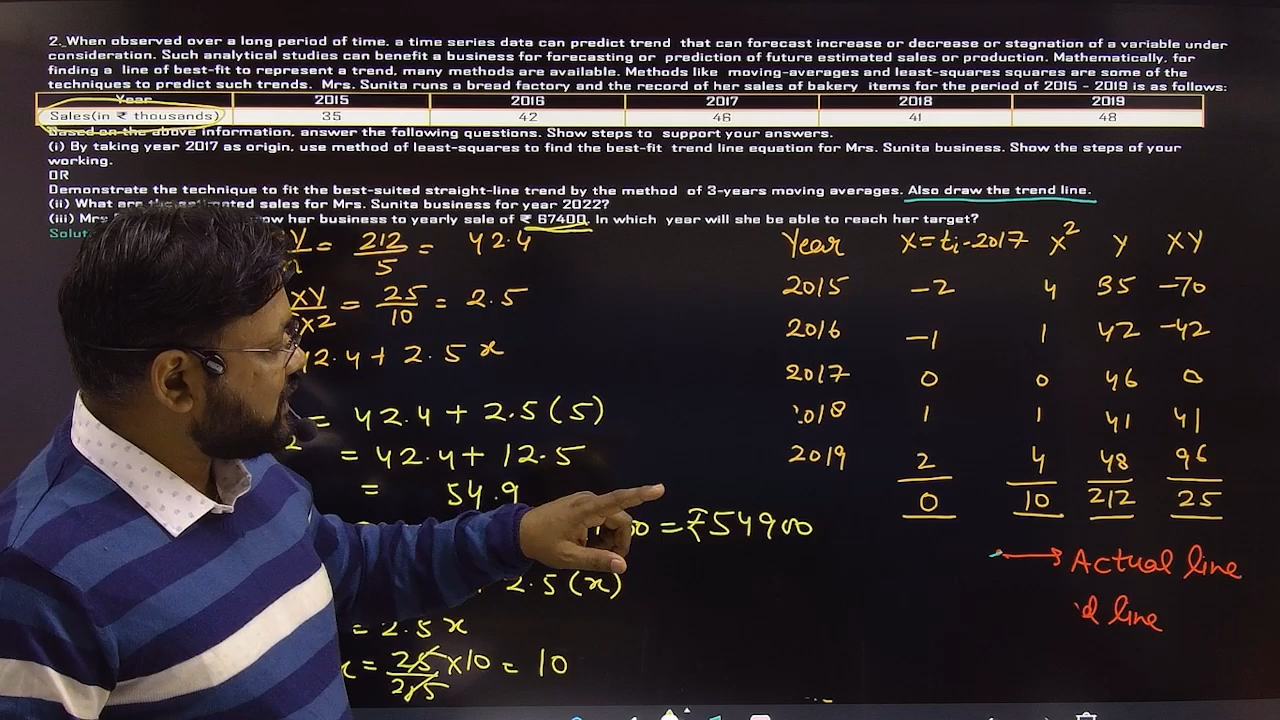 2. When observed over a long period of time, a time series data can predict trend that can forecast increase or decrease or stagnation of a variable under
consideration. Such analytical studies can benefit a business for forecasting or prediction of future estimated sales or production. Mathematically, for
finding a line of best-fit to represent a trend, many methods are available. Methods like moving-averages and least-squares squares are some of the
techniques to predict such trends. Mrs. Sunita runs a bread factory and the record of her sales of bakery items for the period of 2015 - 2019 is as follows:
Year 2015 2016 2017 2018 2019
Sales(in ₹ thousands) 35 42 46 41 48
Based on the above information, answer the following questions. Show steps to support your answers.
(i) By taking year 2017 as origin, use method of least-squares to find the best-fit trend line equation for Mrs. Sunita business. Show the steps of your
working.
OR
Demonstrate the technique to fit the best-suited straight-line trend by the method of 3-years moving averages. Also draw the trend line.
(ii) What are the estimated sales for Mrs. Sunita business for year 2022?
(iii) her business to yearly sale of ₹ 67400. In which year will she be able to reach her target?
Y/n = 212/5 = 42.4
XY/x2 = 25/10 = 2.5
2.4 + 2.5x
= 42.4 + 2.5(5)
= 42.4 + 12.5
= 54.9
= ₹54900
2.5(x)
= 2.5x
= 25/2.5 × 10 = 10
Year X=ti-2017 X² Y XY
2015 -2 4 35 -70
2016 -1 1 42 -42
2017 0 0 46 0
018 1 1 41 41
2019 2 4 48 96
0 10 212 25
→ Actual line
line